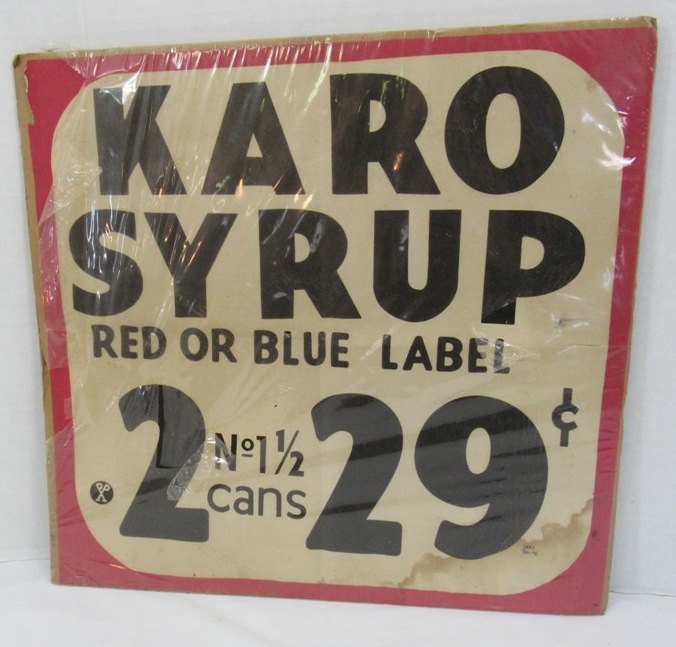 KARO
SYRUP
RED OR BLUE LABEL
2 Nº1½ cans 29¢